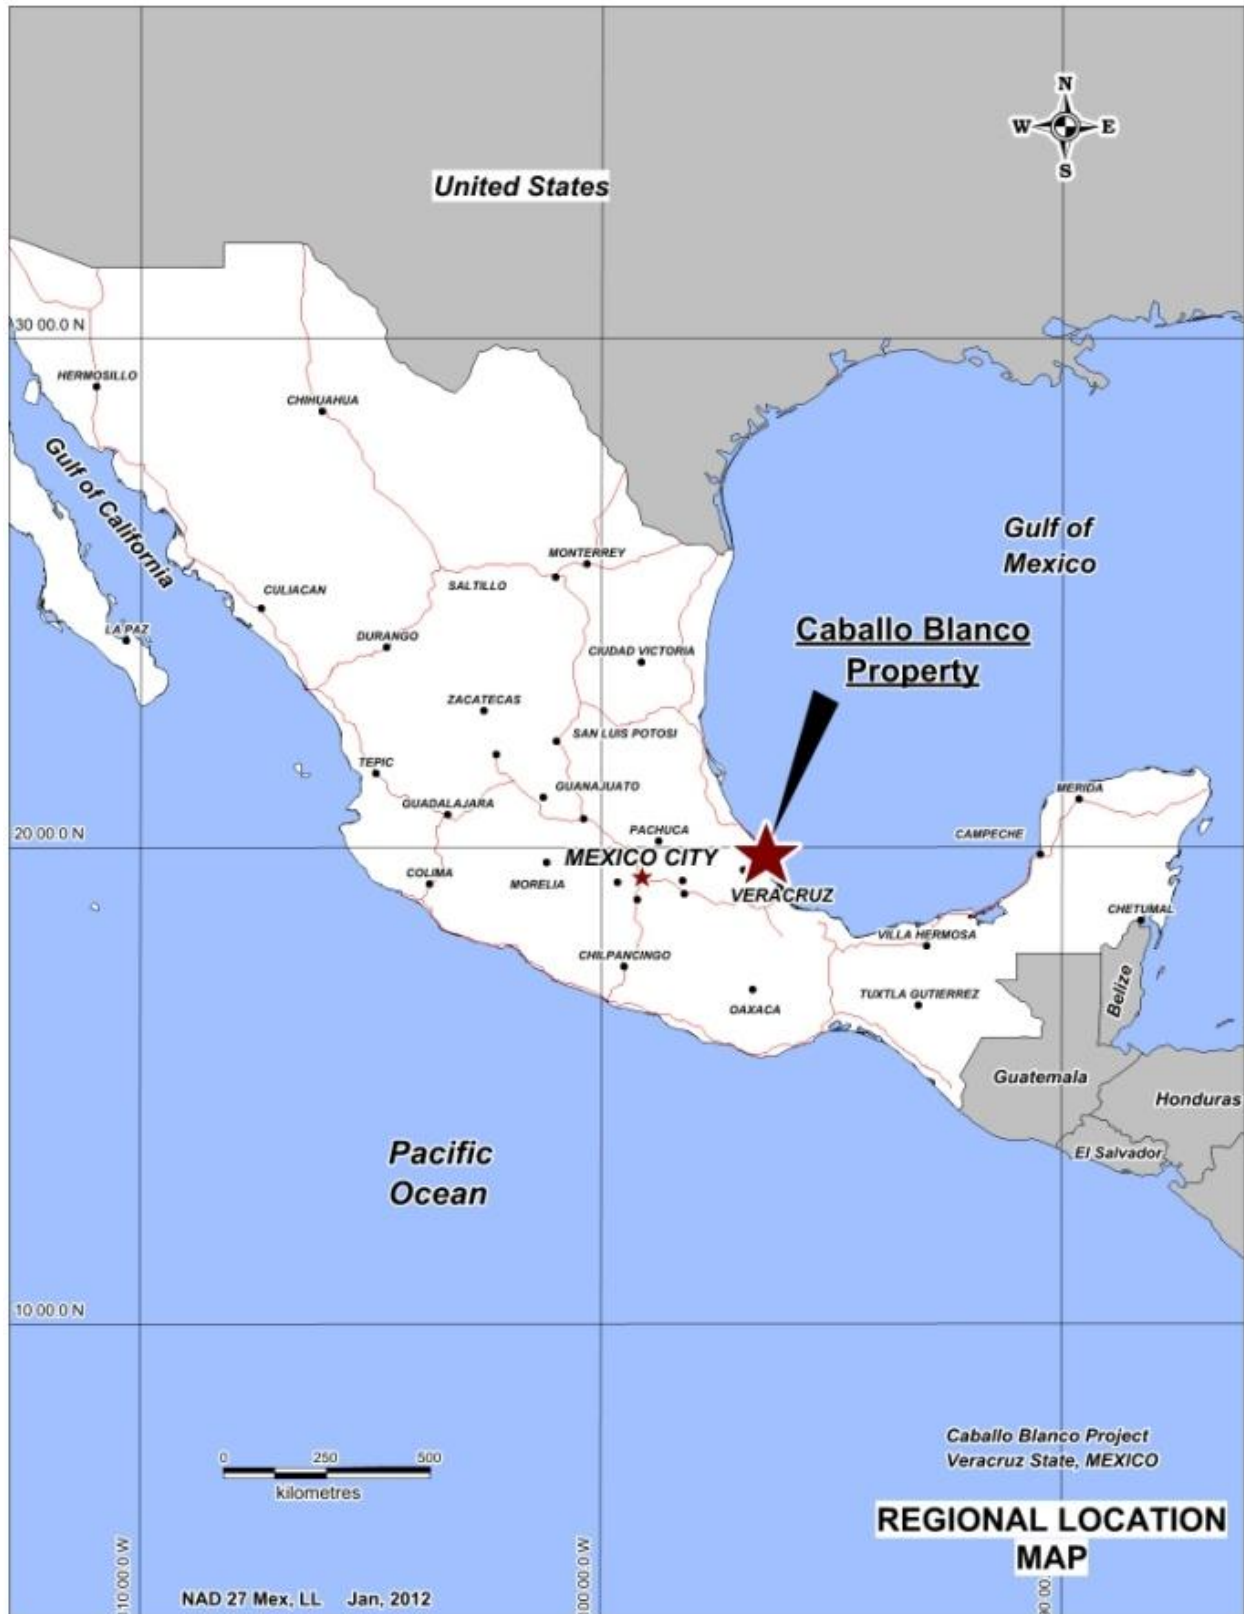 N
W E
S
United States
30 00.0 N
HERMOSILLO
CHIHUAHUA
Gulf of California
Gulf of
Mexico
MONTERREY
SALTILLO
CULIACAN
Caballo Blanco
Property
LA PAZ
DURANGO
CIUDAD VICTORIA
ZACATECAS
SAN LUIS POTOSI
TEPIC
GUANAJUATO
MERIDA
GUADALAJARA
20 00.0 N
PACHUCA
CAMPECHE
MEXICO CITY
COLIMA
MORELIA
VERACRUZ
CHETUMAL
VILLA HERMOSA
CHILPANCINGO
TUXTLA GUTIERREZ
Belize
OAXACA
Guatemala
Honduras
Pacific
Ocean
El Salvador
10 00.0 N
Caballo Blanco Project
Veracruz State, MEXICO
0 250 500
kilometres
REGIONAL LOCATION
MAP
NAD 27 Mex, LL Jan, 2012